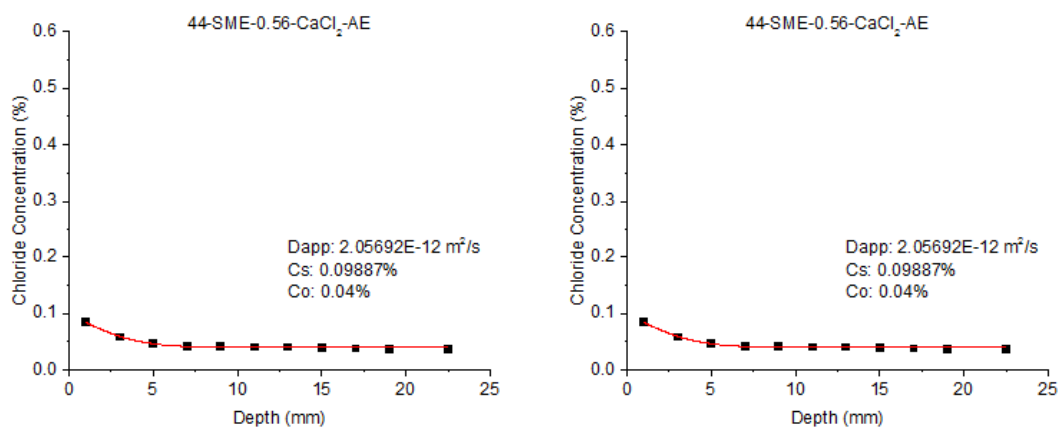 44-SME-0.56-CaCl₂-AE
0.6
0.5
0.4
0.3
0.2
0.1
0.0
Chloride Concentration (%)
Dapp: 2.05692E-12 m²/s
Cs: 0.09887%
Co: 0.04%
0 5 10 15 20 25
Depth (mm)
44-SME-0.56-CaCl₂-AE
0.6
0.5
0.4
0.3
0.2
0.1
0.0
Chloride Concentration (%)
Dapp: 2.05692E-12 m²/s
Cs: 0.09887%
Co: 0.04%
0 5 10 15 20 25
Depth (mm)